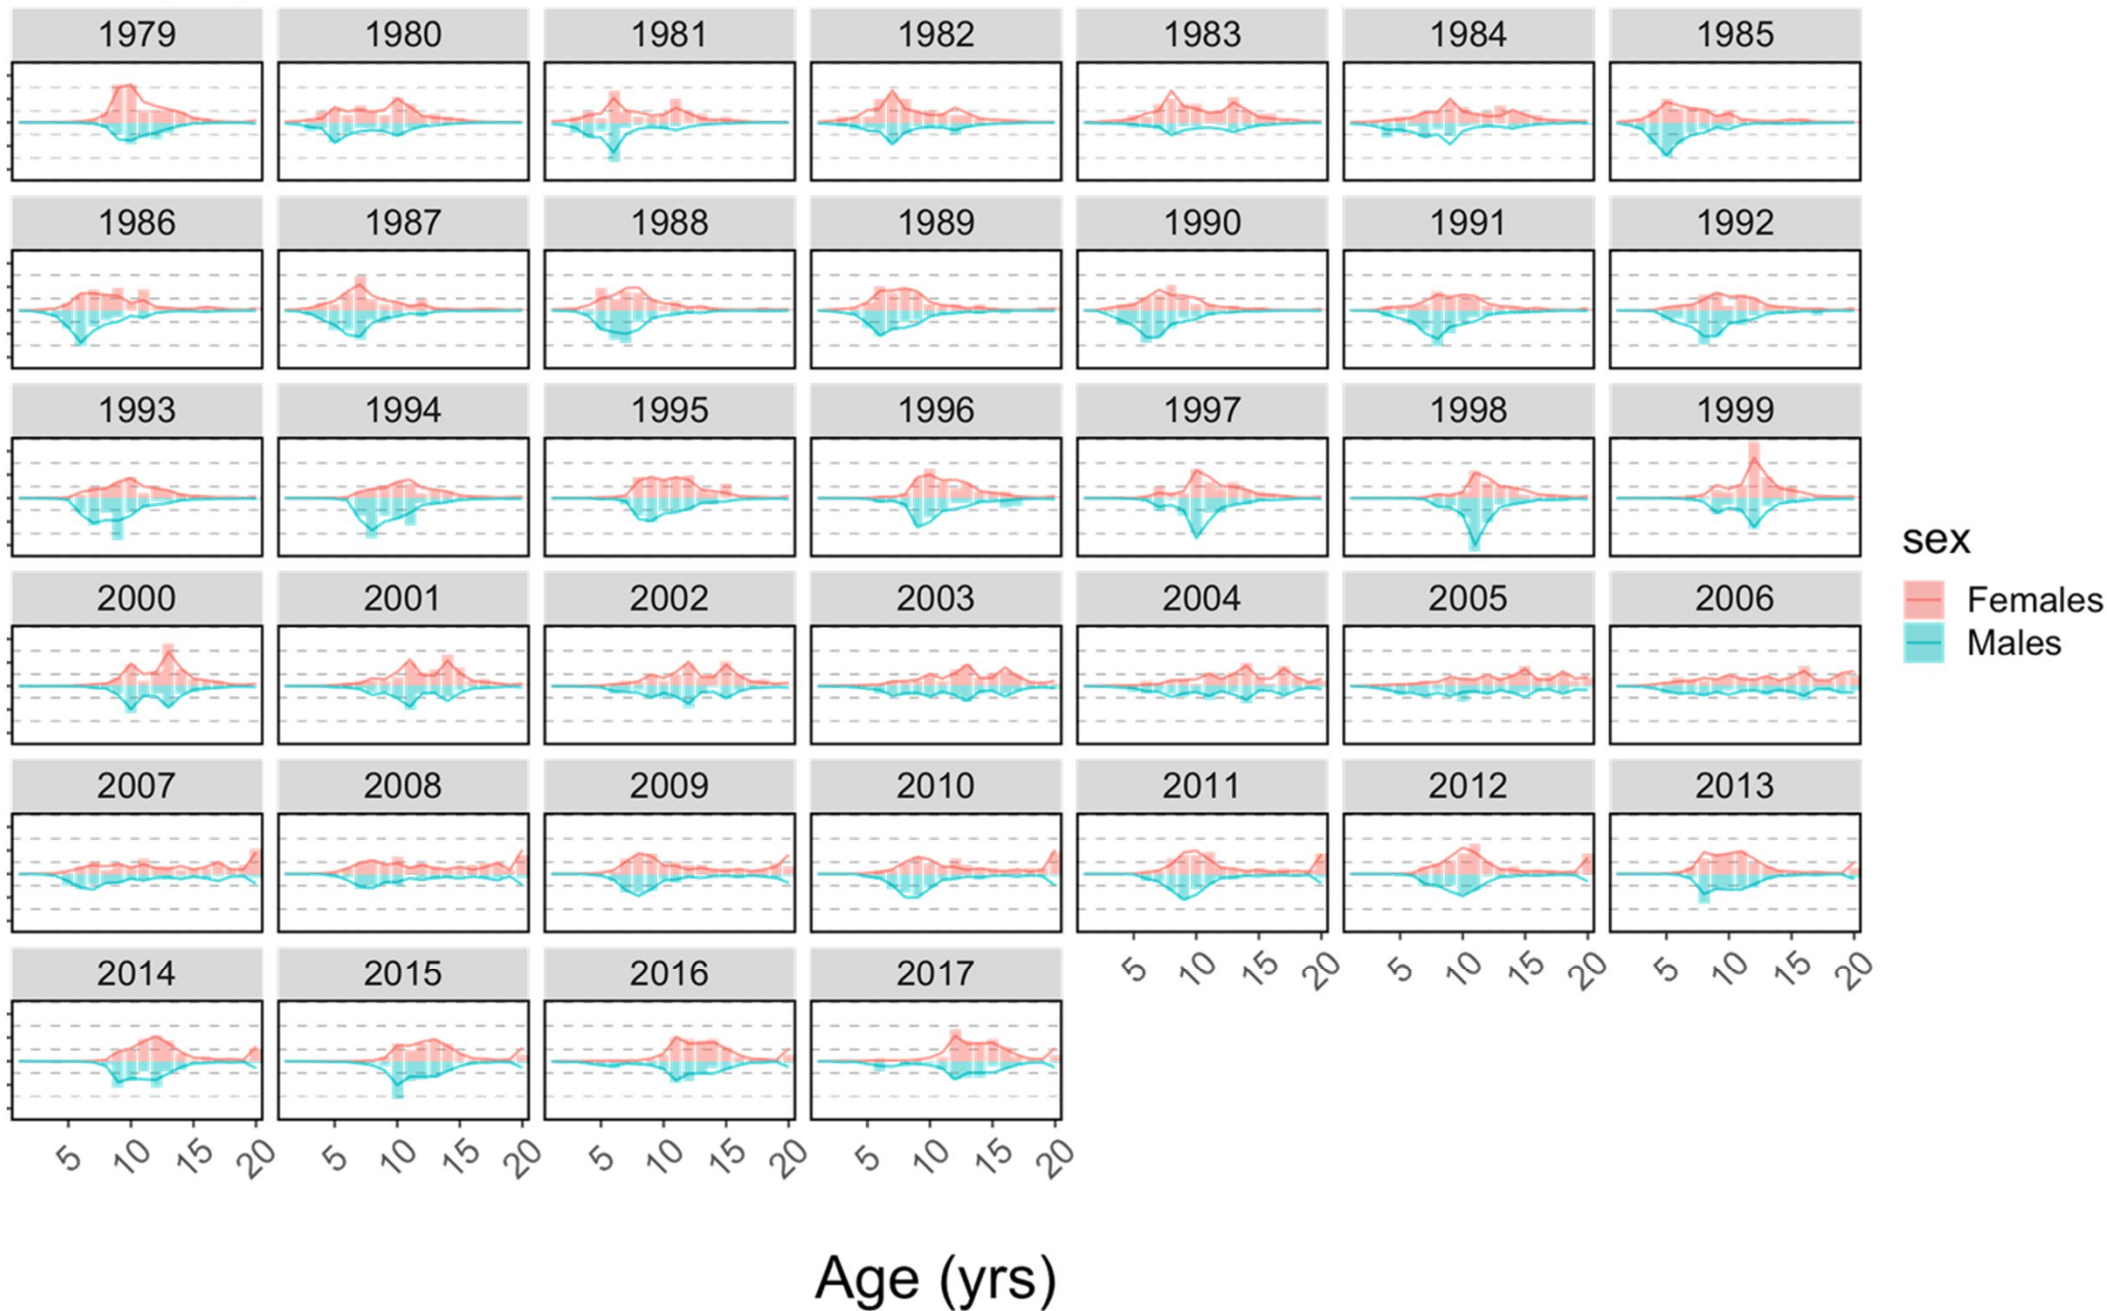 1979 1980 1981 1982 1983 1984 1985
1986 1987 1988 1989 1990 1991 1992
1993 1994 1995 1996 1997 1998 1999
sex
2000 2001 2002 2003 2004 2005 2006
Females
Males
2007 2008 2009 2010 2011 2012 2013
5 10 15 20 5 10 15 20 5 10 15 20
2014 2015 2016 2017
5 10 15 20 5 10 15 20 5 10 15 20 5 10 15 20
Age (yrs)